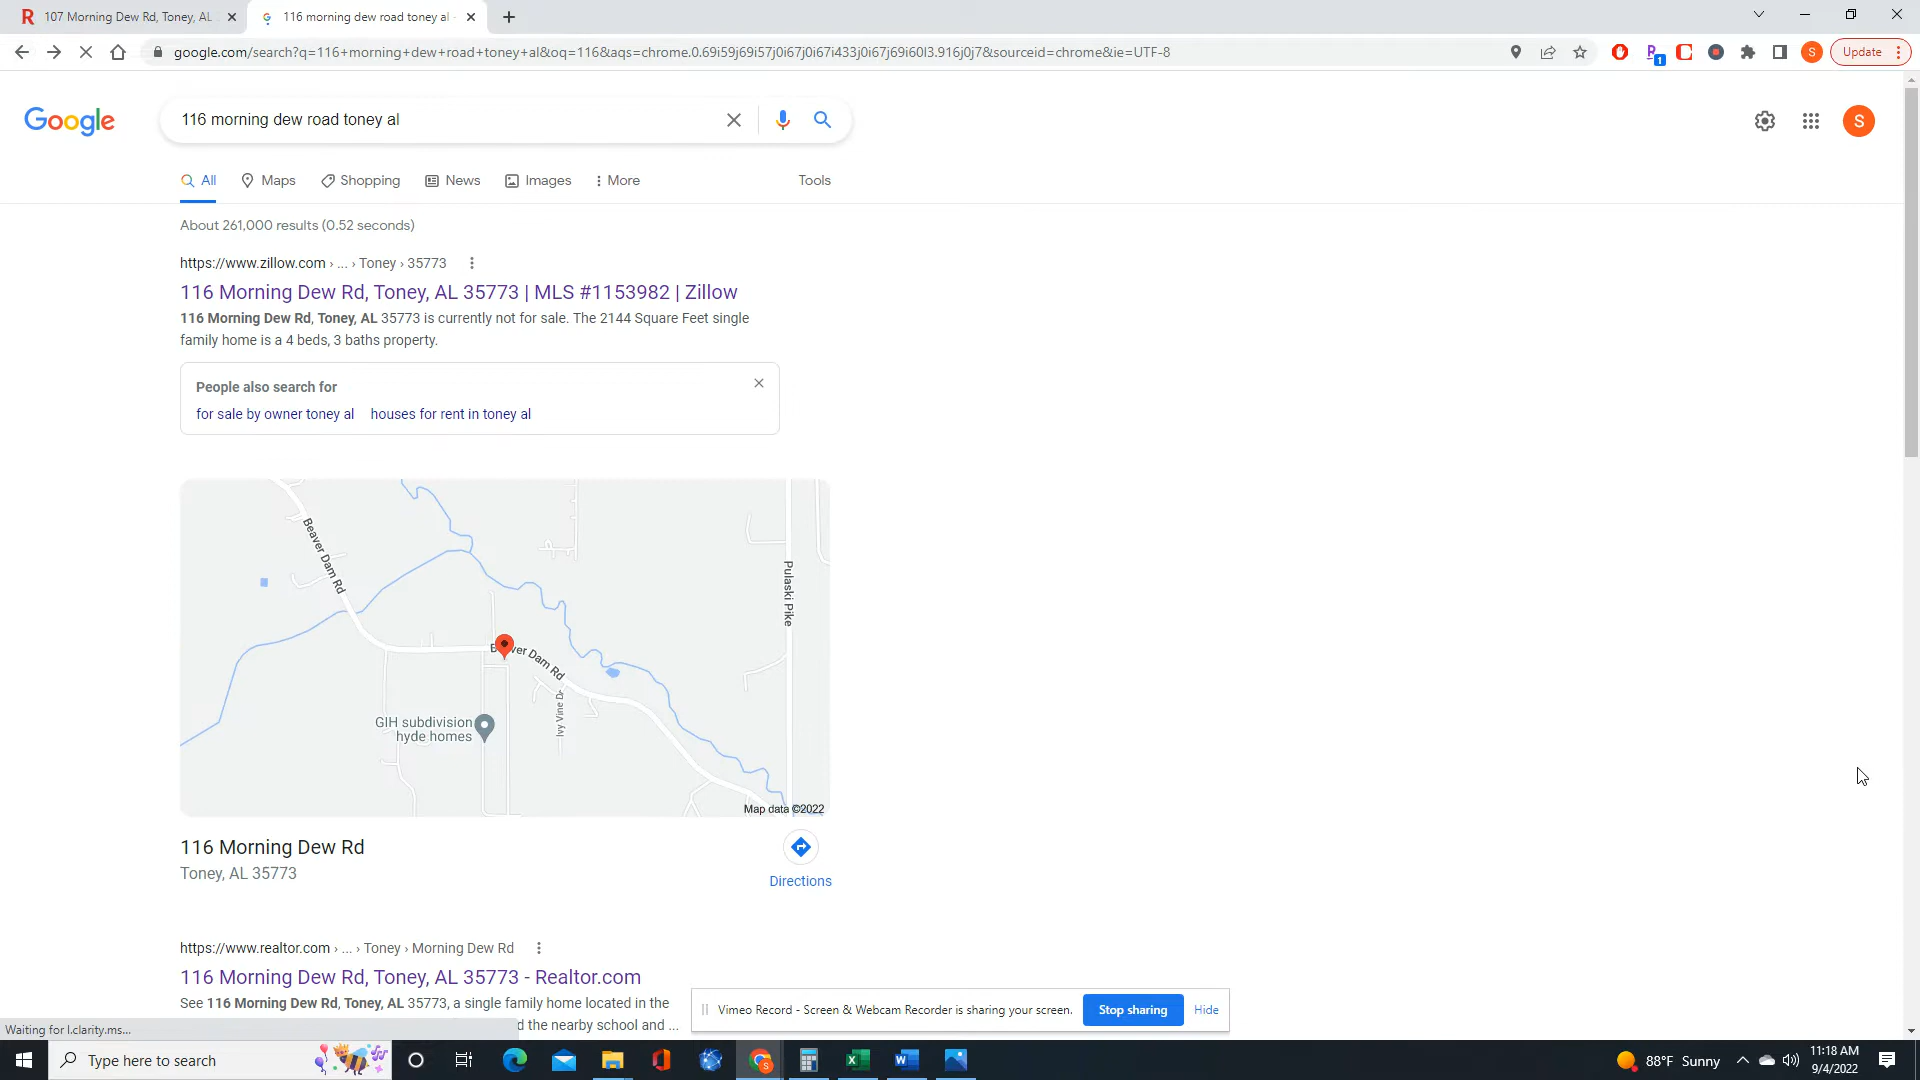 107 Morning Dew Rd, Toney, AL
116 morning dew road toney al
google.com/search?q=116+morning+dew+road+toney+al&oq=116&aqs=chrome.0.69i59j69i57j0i67j0i67i433j0i67j69i60l3.916j0j7&sourceid=chrome&ie=UTF-8
1
S
Update
Google
116 morning dew road toney al
S
All
Maps
Shopping
News
Images
More
Tools
About 261,000 results (0.52 seconds)
https://www.zillow.com › ... › Toney › 35773
116 Morning Dew Rd, Toney, AL 35773 | MLS #1153982 | Zillow
116 Morning Dew Rd, Toney, AL 35773 is currently not for sale. The 2144 Square Feet single
family home is a 4 beds, 3 baths property.
People also search for
for sale by owner toney al
houses for rent in toney al
Beaver Dam Rd
Pulaski Pike
ver Dam Rd
Ivy Vine Dr
GIH subdivision
hyde homes
Map data ©2022
116 Morning Dew Rd
Toney, AL 35773
Directions
https://www.realtor.com › ... › Toney › Morning Dew Rd
116 Morning Dew Rd, Toney, AL 35773 - Realtor.com
See 116 Morning Dew Rd, Toney, AL 35773, a single family home located in the
d the nearby school and ...
Vimeo Record - Screen & Webcam Recorder is sharing your screen.
Stop sharing
Hide
Waiting for l.clarity.ms...
Type here to search
88°F Sunny
11:18 AM
9/4/2022